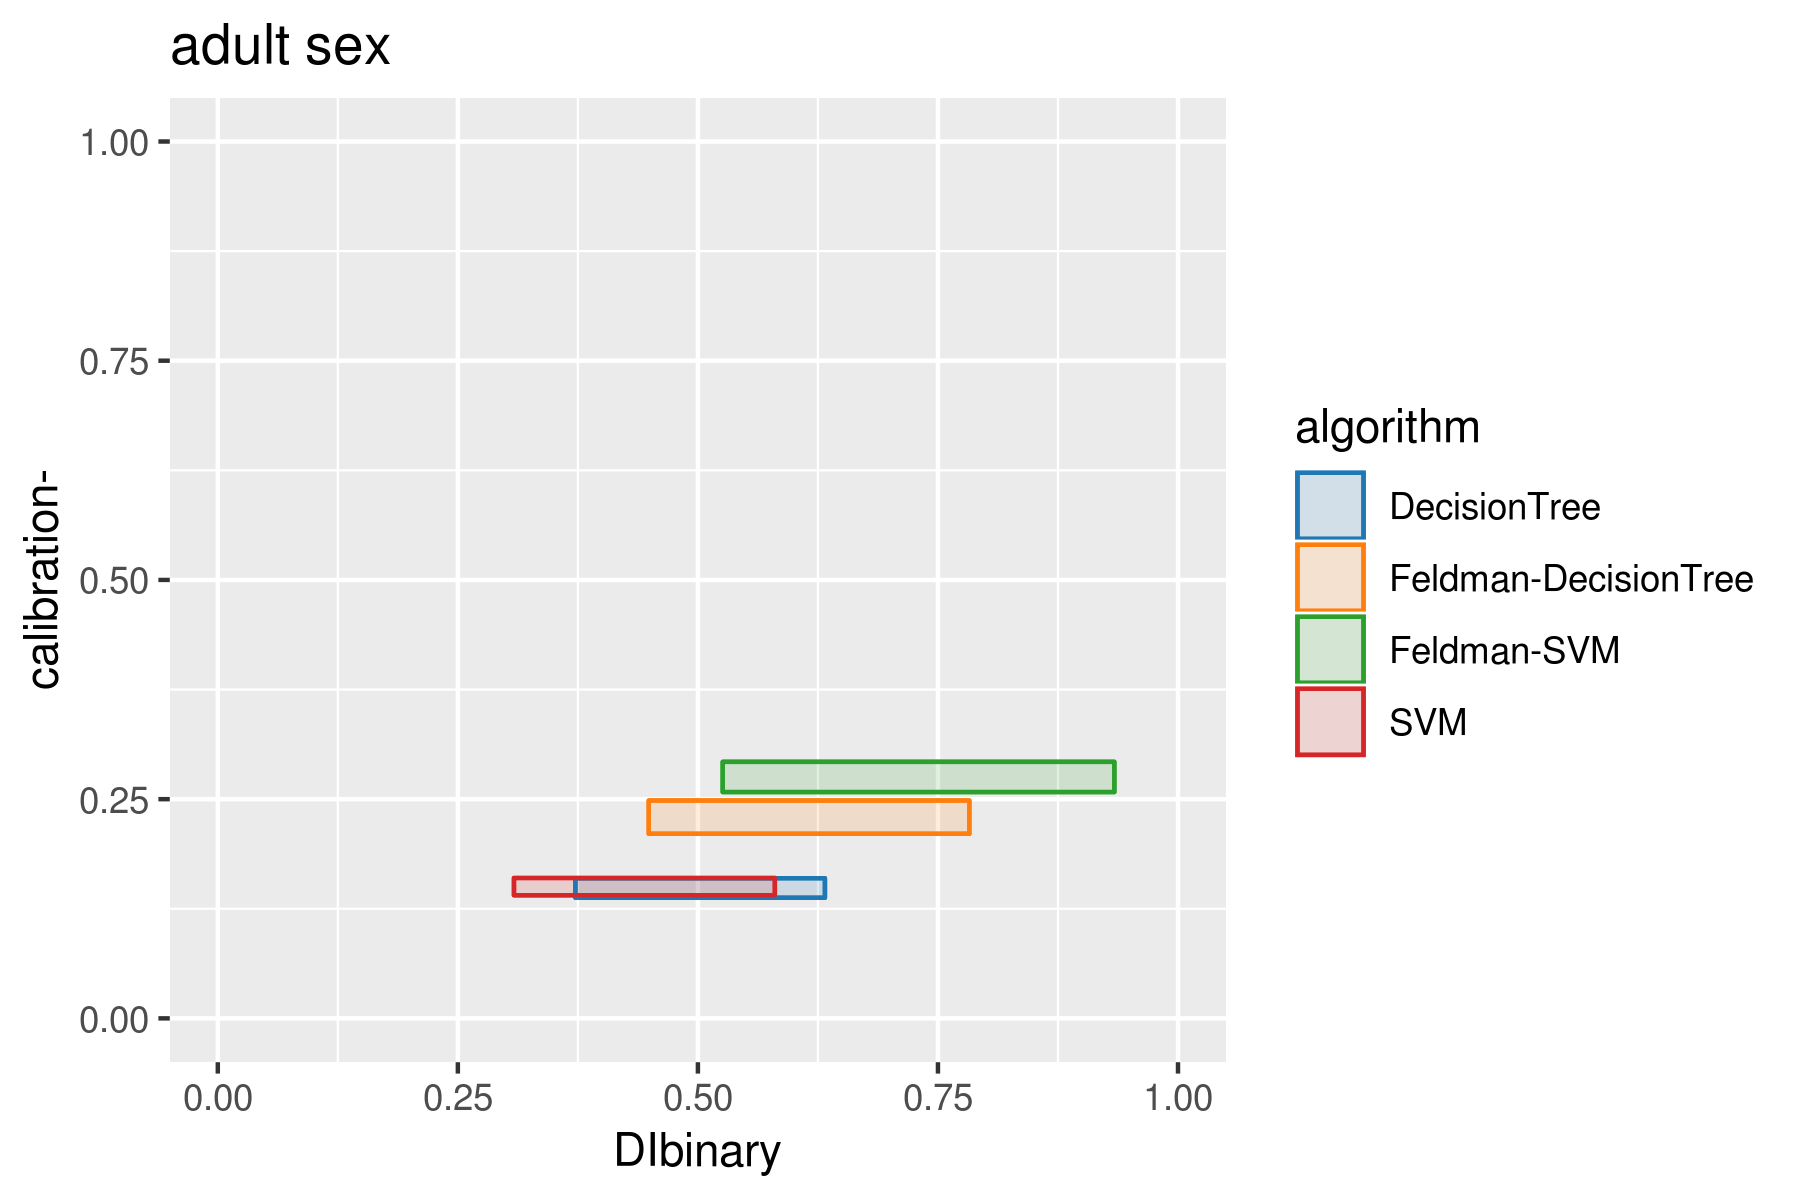 adult sex
1.00
0.75
0.50
0.25
0.00
calibration-
0.00 0.25 0.50 0.75 1.00
DIbinary
algorithm
DecisionTree
Feldman-DecisionTree
Feldman-SVM
SVM